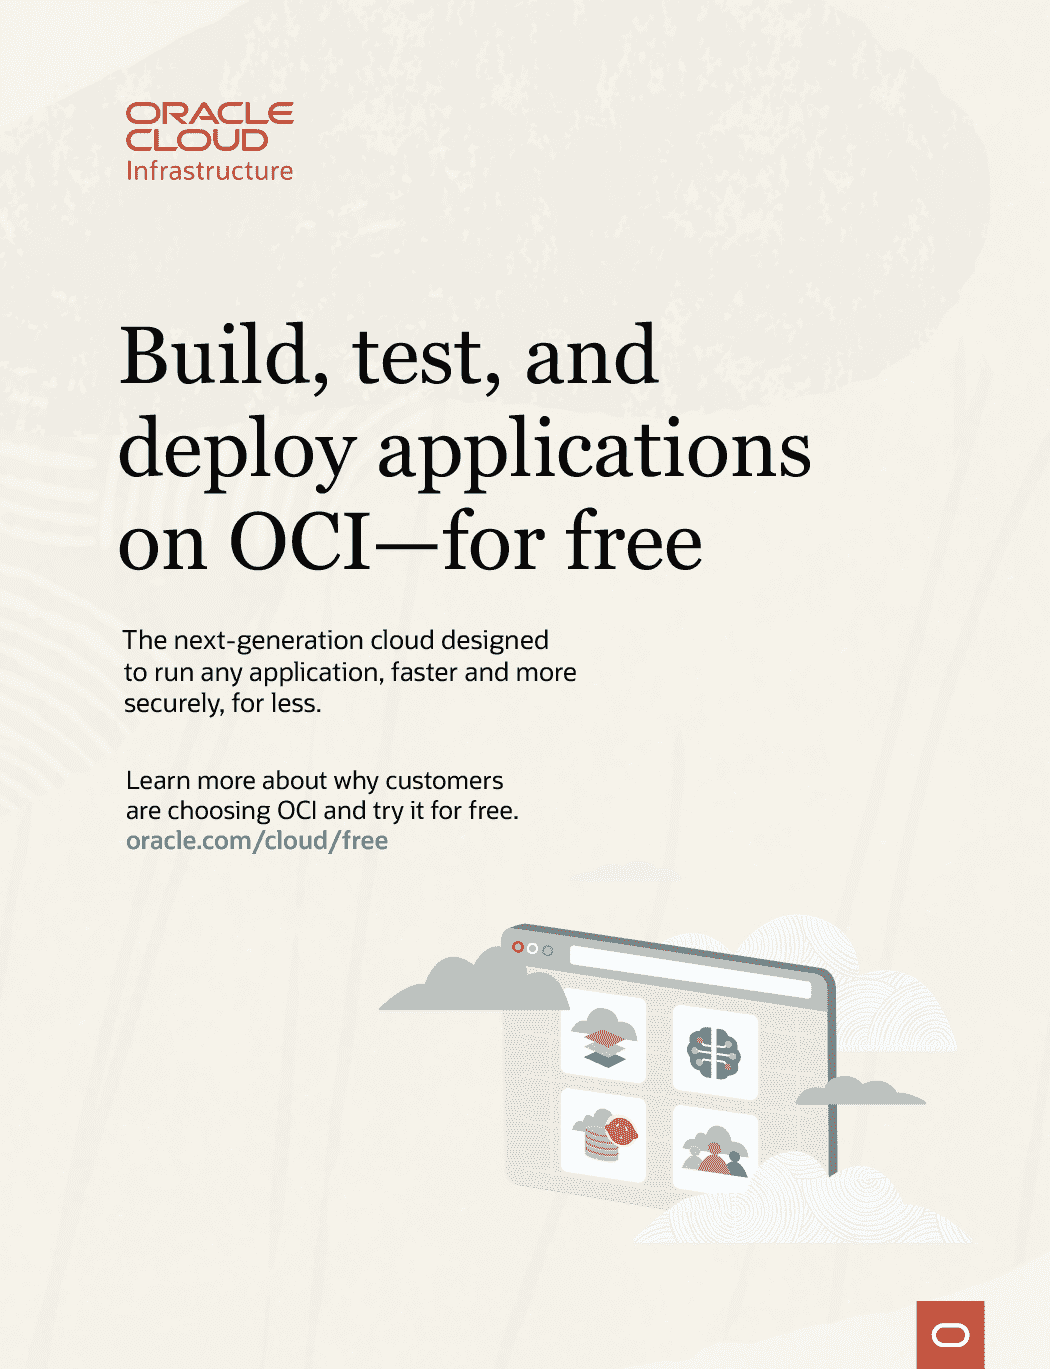 ORACLE
CLOUD
Infrastructure
Build, test, and
deploy applications
on OCI—for free
The next-generation cloud designed
to run any application, faster and more
securely, for less.
Learn more about why customers
are choosing OCI and try it for free.
oracle.com/cloud/free